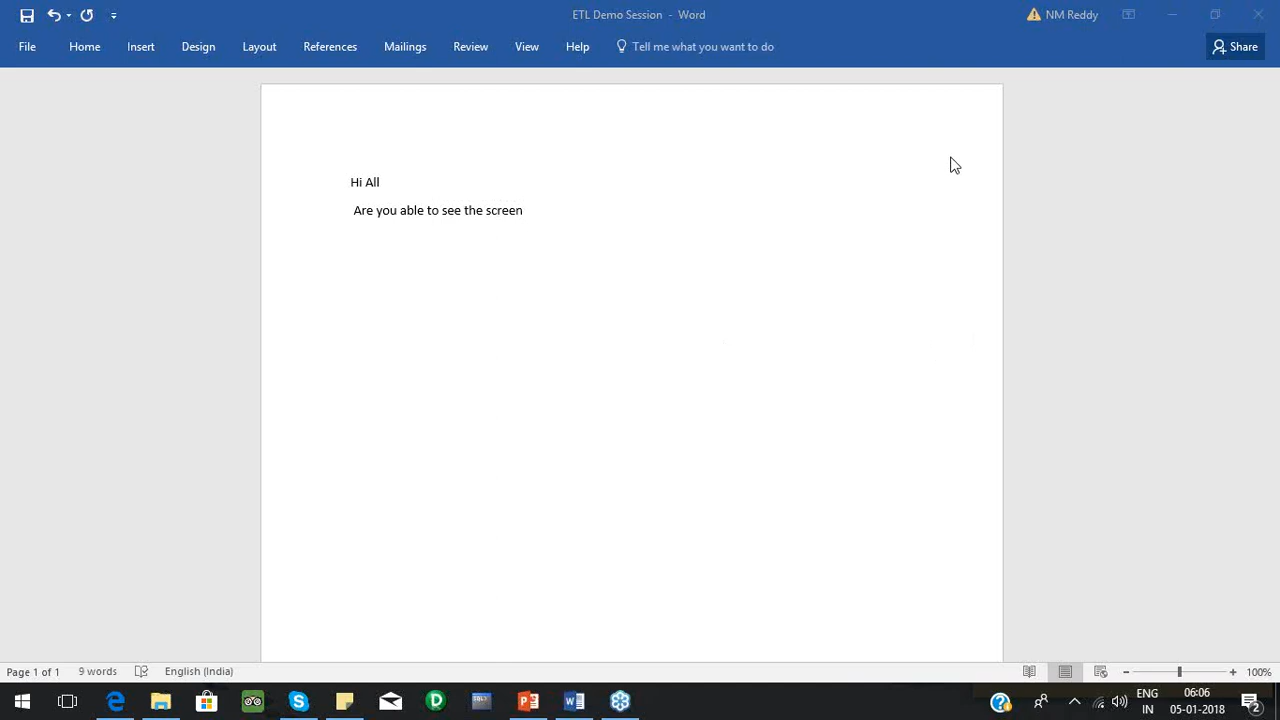 ETL Demo Session - Word
NM Reddy
File Home Insert Design Layout References Mailings Review View Help Tell me what you want to do
Share
Hi All
Are you able to see the screen
Page 1 of 1 9 words English (India) 100%
ENG 06:06
IN 05-01-2018 2